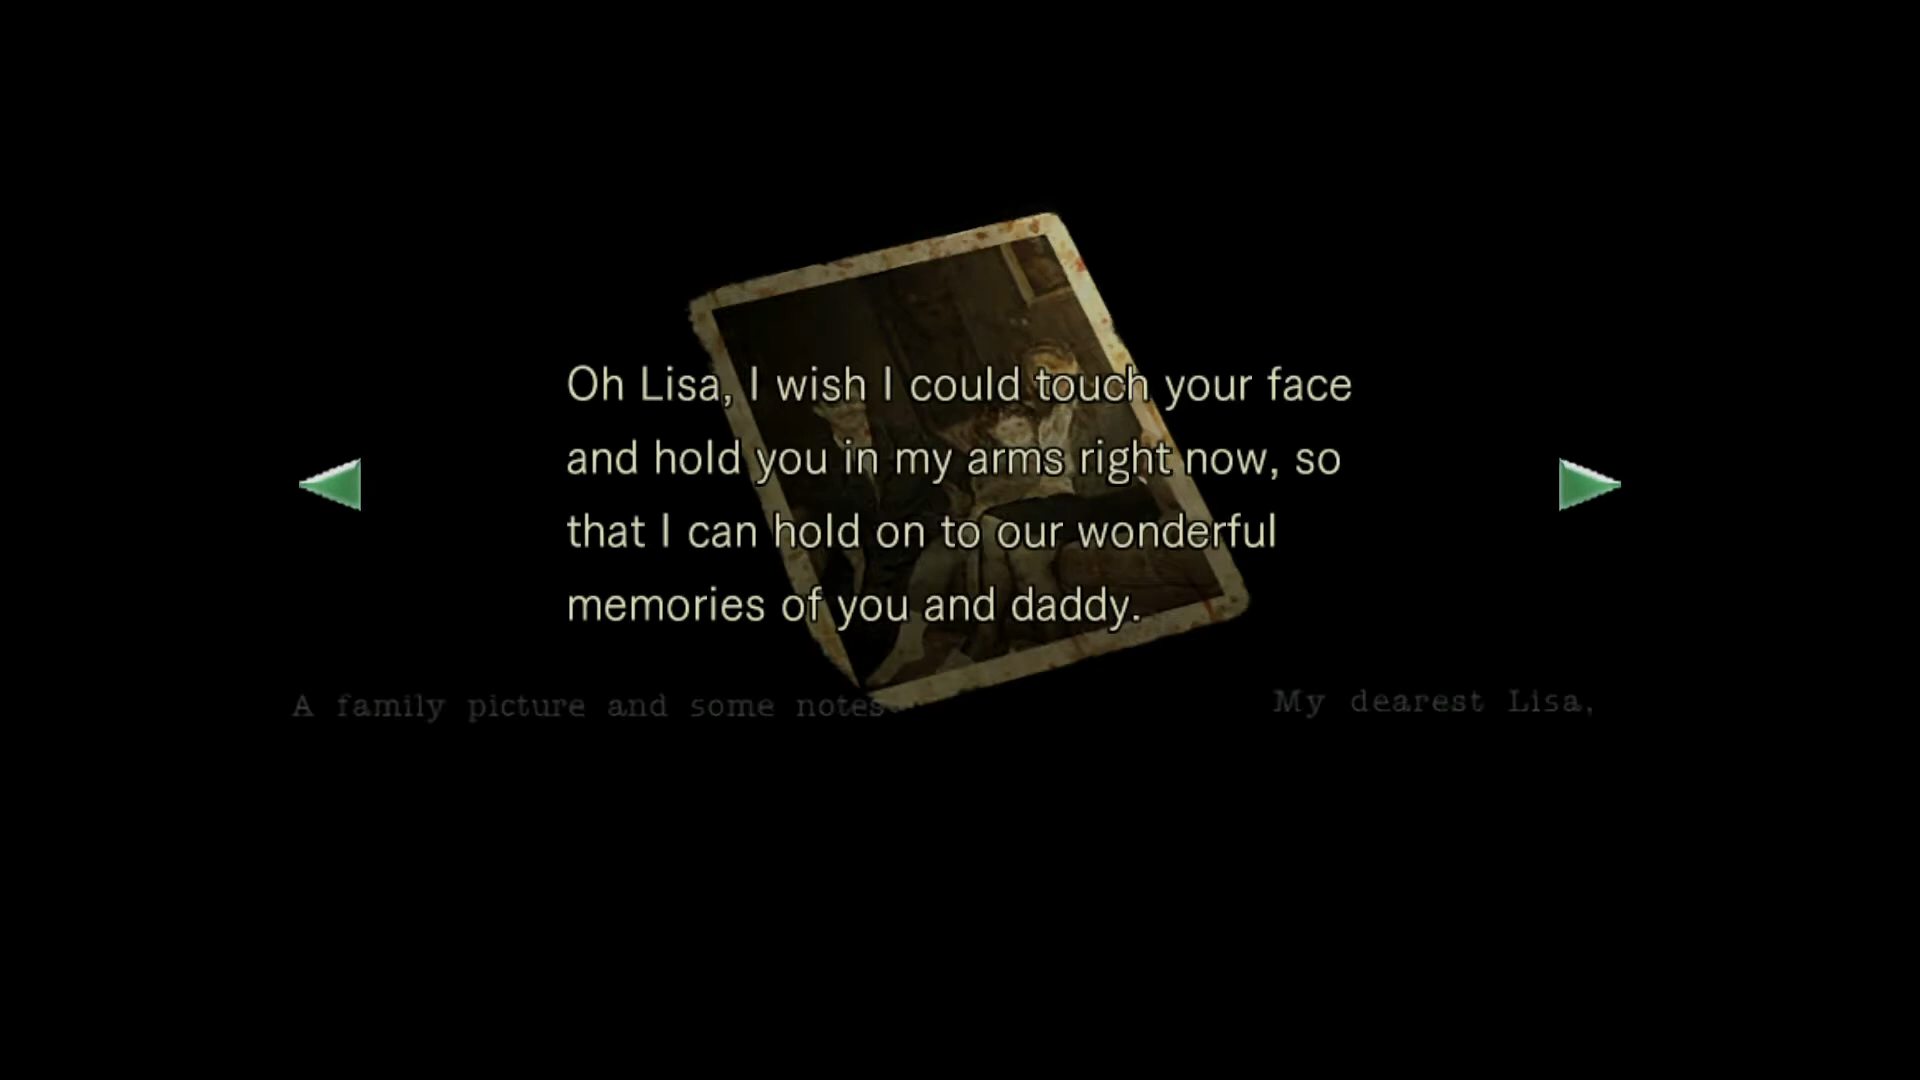 Oh Lisa, I wish I could touch your face
and hold you in my arms right now, so
that I can hold on to our wonderful
memories of you and daddy.
A family picture and some notes
My dearest Lisa,